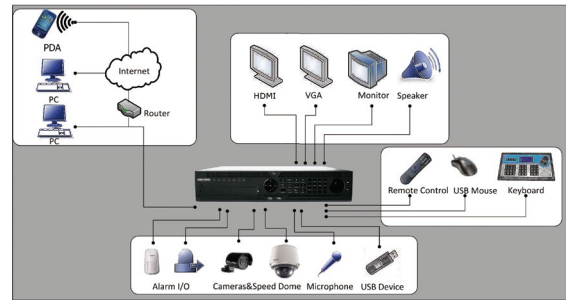 PDA
Internet
PC
Router
PC
HDMI
VGA
Monitor
Speaker
Remote Control
USB Mouse
Keyboard
Alarm I/O
Cameras&Speed Dome
Microphone
USB Device